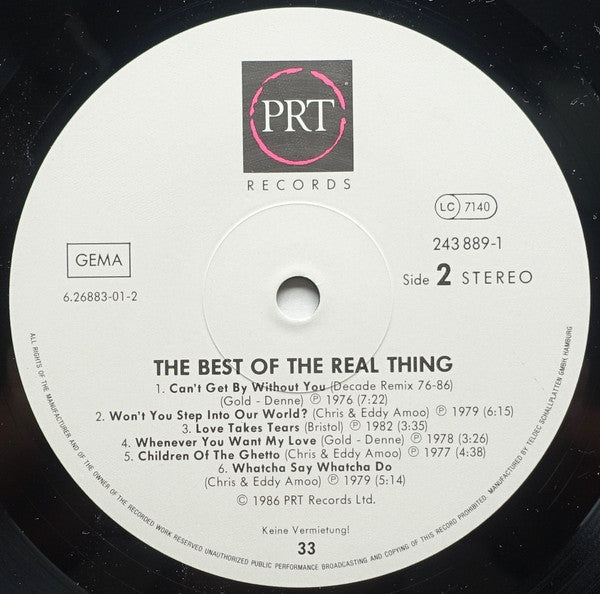 PRT
RECORDS
LC 7140
GEMA
243 889-1
6.26883-01-2
Side 2 STEREO
THE BEST OF THE REAL THING
1. Can't Get By Without You (Decade Remix 76-86)
(Gold - Denne) ℗ 1976 (7:22)
2. Won't You Step Into Our World? (Chris & Eddy Amoo) ℗ 1979 (6:15)
3. Love Takes Tears (Bristol) ℗ 1982 (3:35)
4. Whenever You Want My Love (Gold - Denne) ℗ 1978 (3:26)
5. Children Of The Ghetto (Chris & Eddy Amoo) ℗ 1977 (4:38)
6. Whatcha Say Whatcha Do
(Chris & Eddy Amoo) ℗ 1979 (5:14)
© 1986 PRT Records Ltd.
Keine Vermietung!
33
ALL RIGHTS OF THE MANUFACTURER AND OF THE OWNER OF THE RECORDED WORK RESERVED UNAUTHORIZED PUBLIC PERFORMANCE BROADCASTING AND COPYING OF THIS RECORD PROHIBITED. MANUFACTURED BY TELDEC SCHALLPLATTEN GMBH, HAMBURG